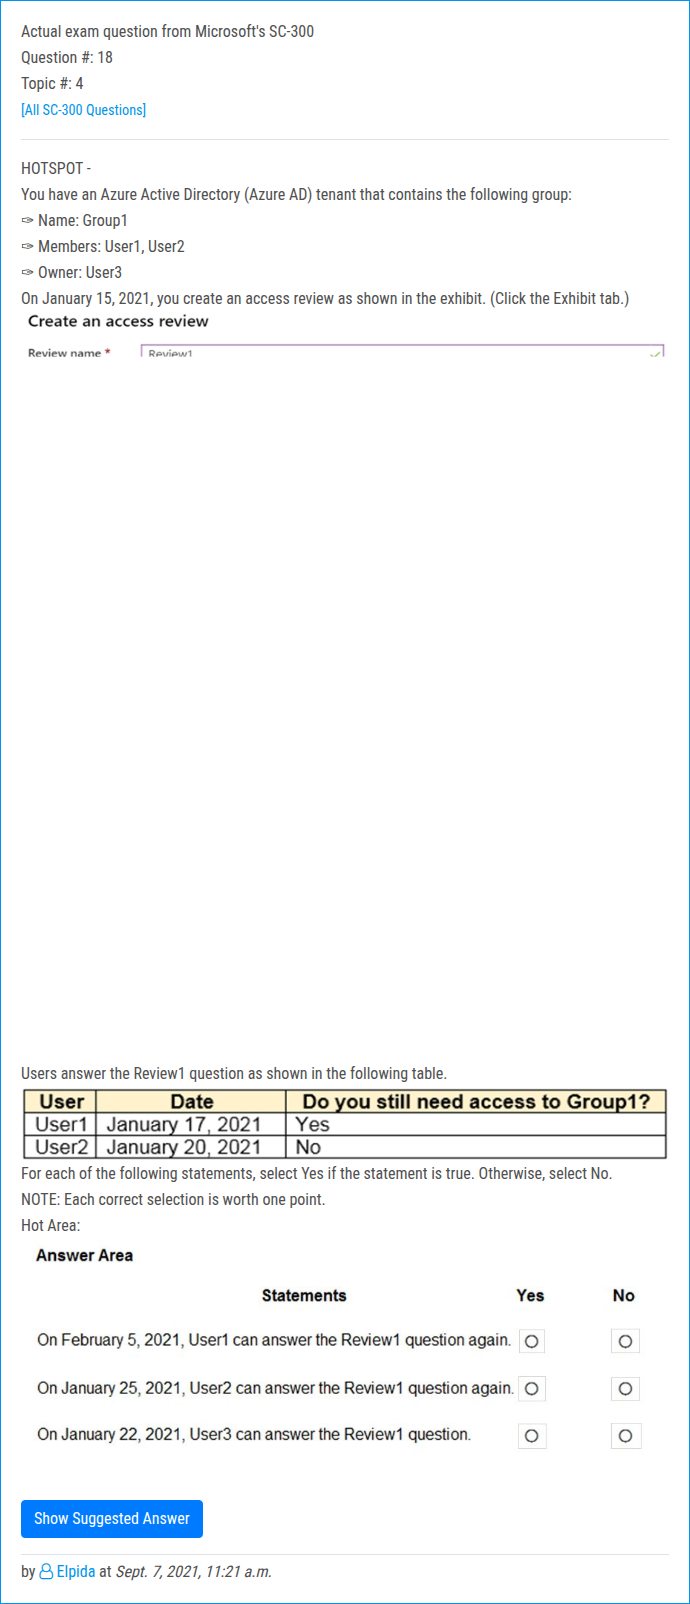 Actual exam question from Microsoft's SC-300
Question #: 18
Topic #: 4
[All SC-300 Questions]
HOTSPOT -
You have an Azure Active Directory (Azure AD) tenant that contains the following group:
✑ Name: Group1
✑ Members: User1, User2
✑ Owner: User3
On January 15, 2021, you create an access review as shown in the exhibit. (Click the Exhibit tab.)
Create an access review
Review name * Review1
Users answer the Review1 question as shown in the following table.
User Date Do you still need access to Group1?
User1 January 17, 2021 Yes
User2 January 20, 2021 No
For each of the following statements, select Yes if the statement is true. Otherwise, select No.
NOTE: Each correct selection is worth one point.
Hot Area:
Answer Area
Statements Yes No
On February 5, 2021, User1 can answer the Review1 question again.
On January 25, 2021, User2 can answer the Review1 question again.
On January 22, 2021, User3 can answer the Review1 question.
Show Suggested Answer
by Elpida at Sept. 7, 2021, 11:21 a.m.